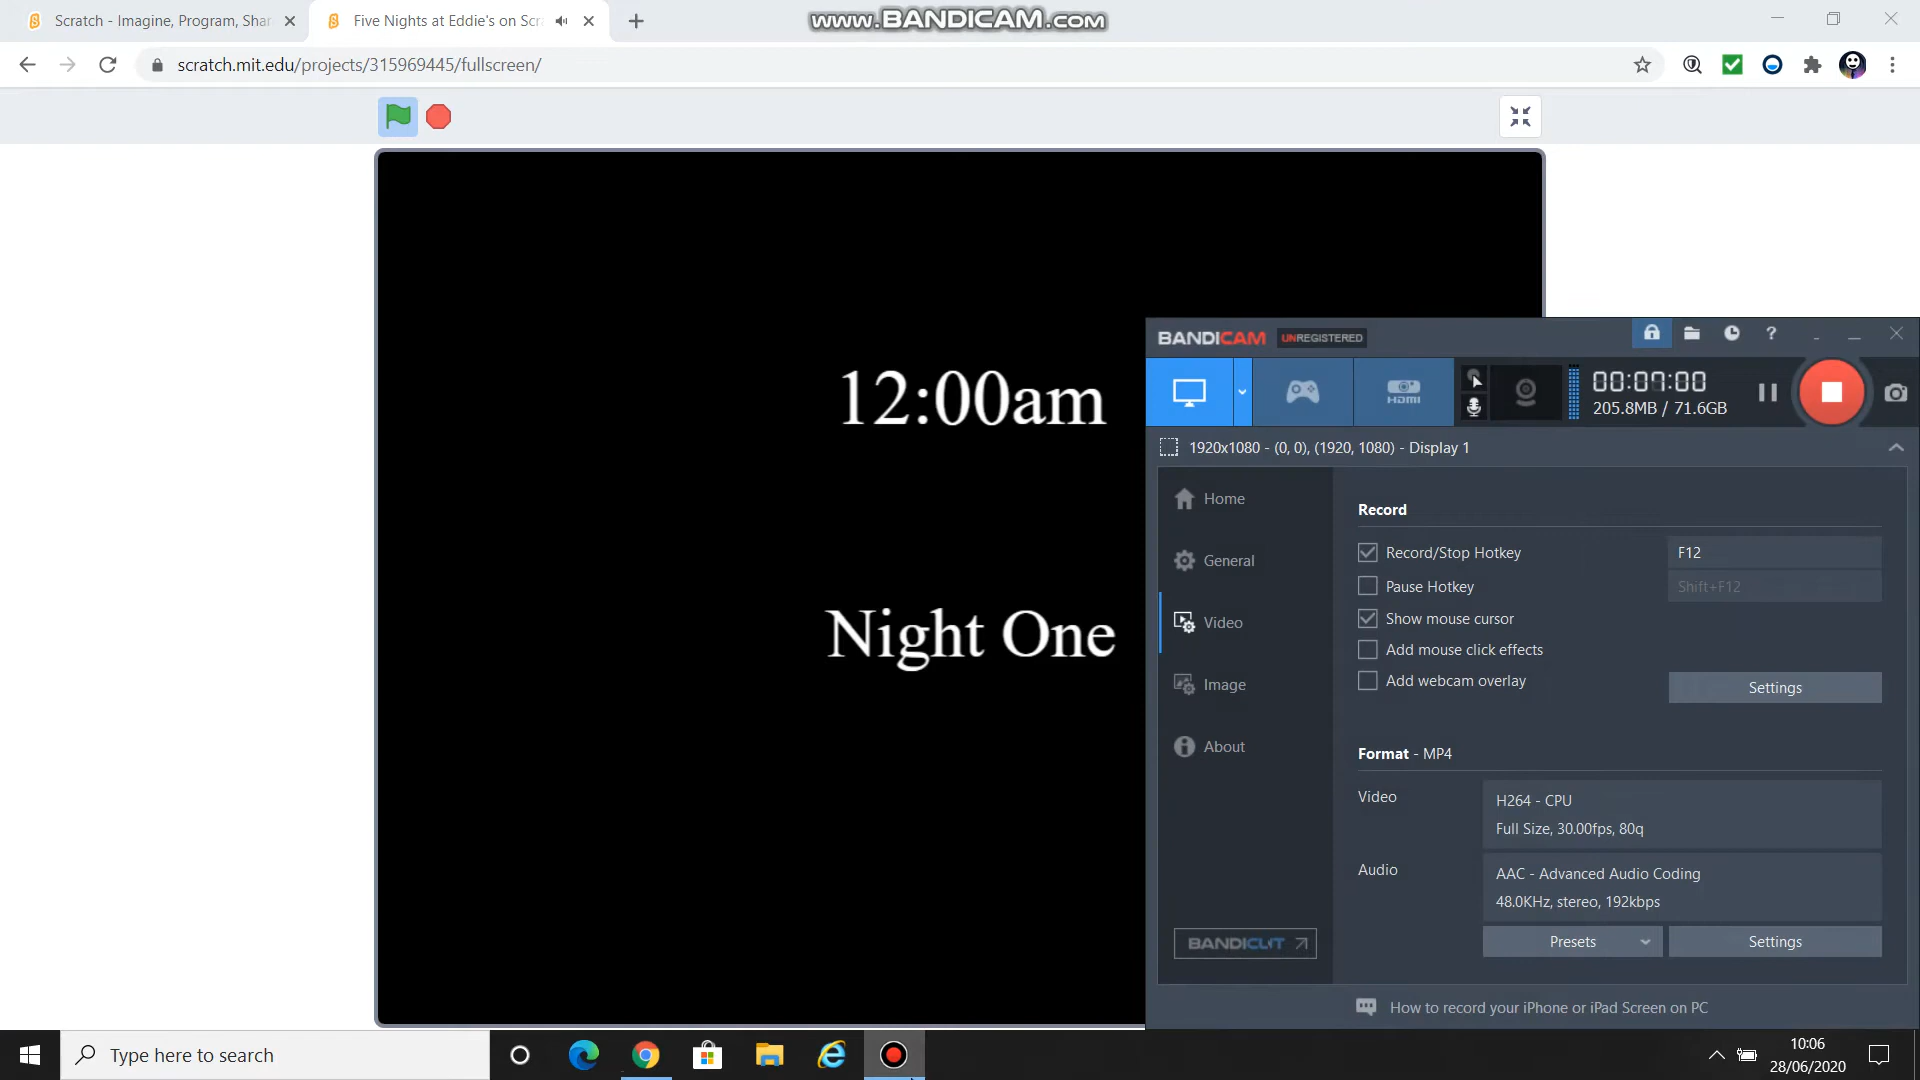 Scratch - Imagine, Program, Shar
Five Nights at Eddie's on Scr
www.BANDICAM.com
scratch.mit.edu/projects/315969445/fullscreen/
12:00am
Night One
BANDICAM UNREGISTERED
HDMI
00:07:00
205.8MB / 71.6GB
1920x1080 - (0, 0), (1920, 1080) - Display 1
Home
General
Video
Image
About
BANDICUT
Record
Record/Stop Hotkey
F12
Pause Hotkey
Shift+F12
Show mouse cursor
Add mouse click effects
Add webcam overlay
Settings
Format - MP4
Video
H264 - CPU
Full Size, 30.00fps, 80q
Audio
AAC - Advanced Audio Coding
48.0KHz, stereo, 192kbps
Presets
Settings
How to record your iPhone or iPad Screen on PC
Type here to search
10:06
28/06/2020